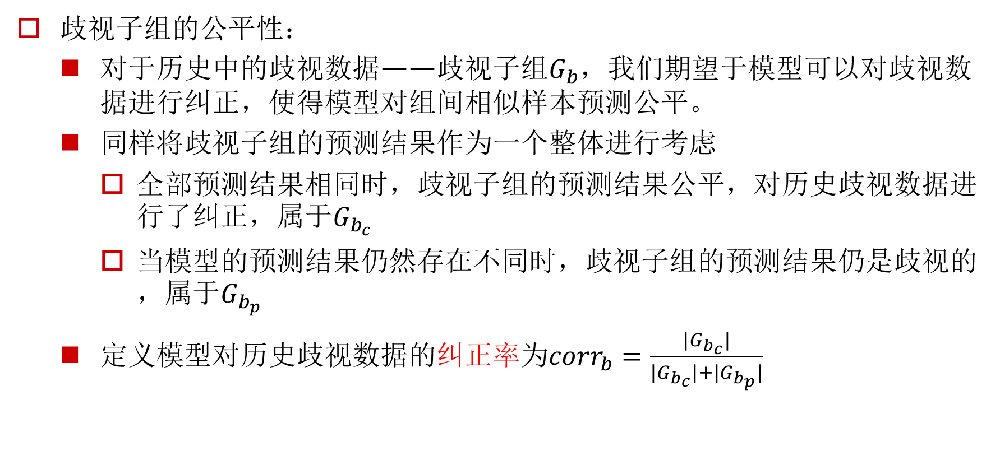 歧视子组的公平性：
对于历史中的歧视数据——歧视子组$G_b$，我们期望于模型可以对歧视数
据进行纠正，使得模型对组间相似样本预测公平。
同样将歧视子组的预测结果作为一个整体进行考虑
全部预测结果相同时，歧视子组的预测结果公平，对历史歧视数据进
行了纠正，属于$G_{b_c}$
当模型的预测结果仍然存在不同时，歧视子组的预测结果仍是歧视的
，属于$G_{b_p}$
定义模型对历史歧视数据的纠正率为$corr_b = \frac{|G_{b_c}|}{|G_{b_c}|+|G_{b_p}|}$